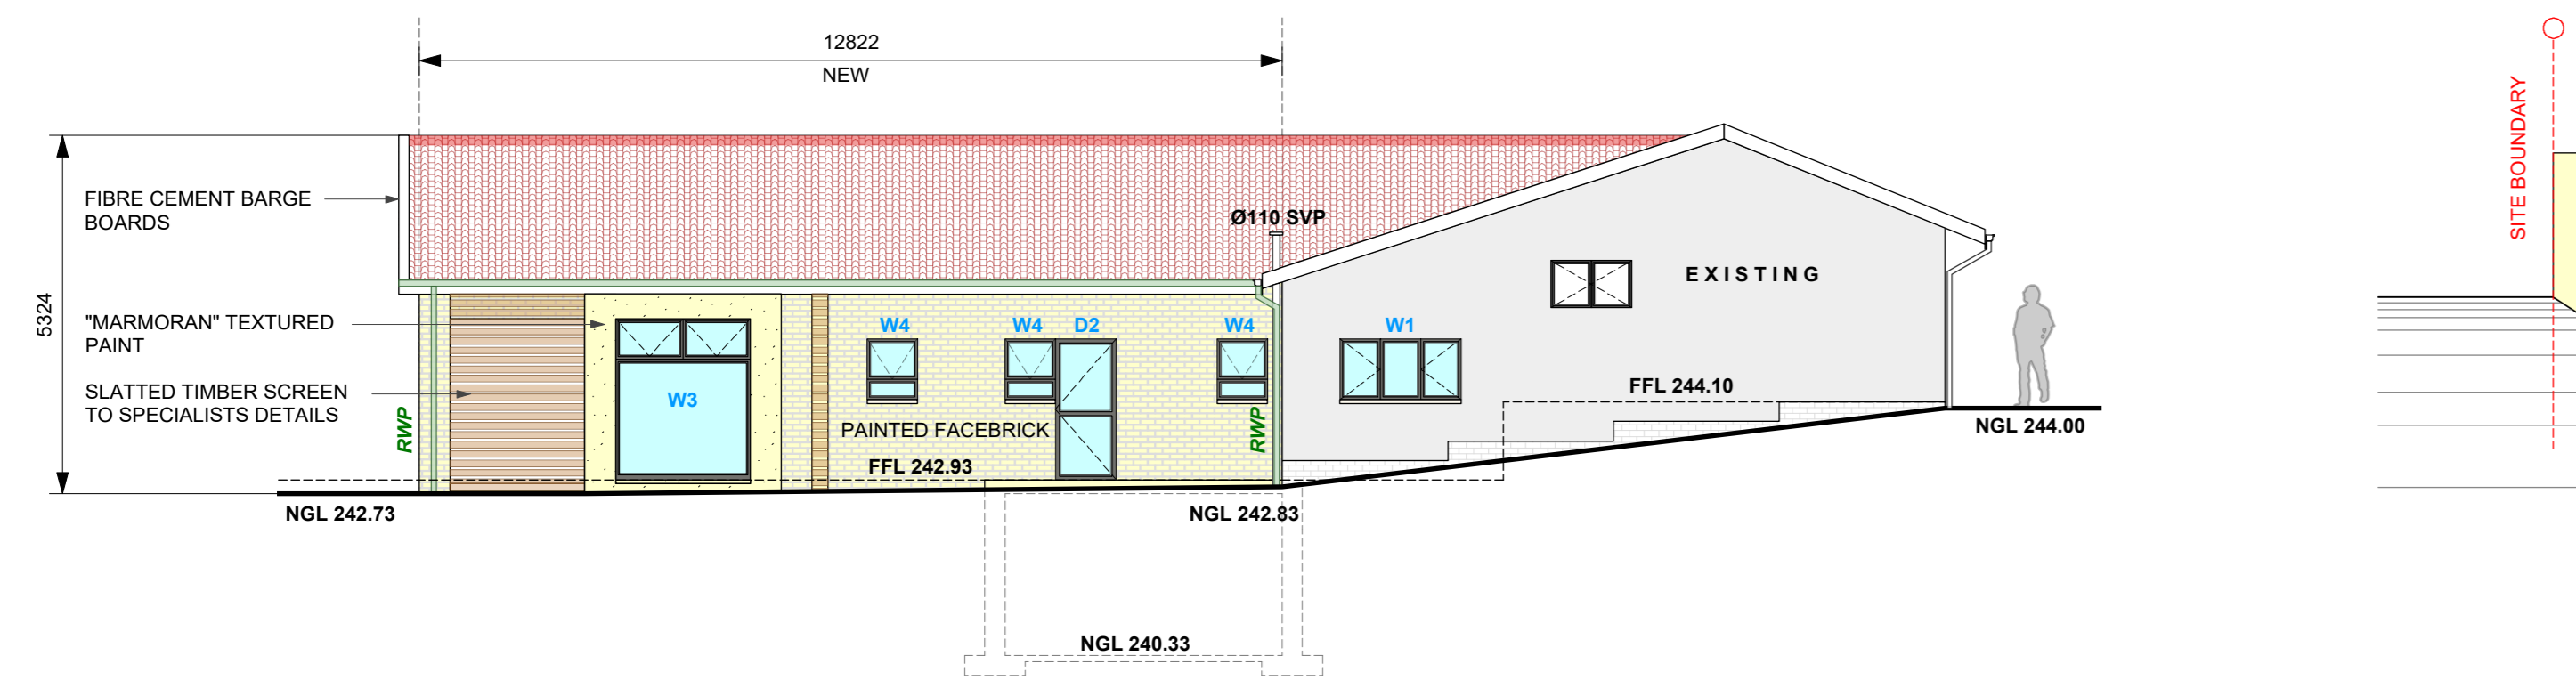 12822
NEW
SITE BOUNDARY
FIBRE CEMENT BARGE
BOARDS
Ø110 SVP
EXISTING
5324
"MARMORAN" TEXTURED
PAINT
W4
W4
D2
W4
W1
SLATTED TIMBER SCREEN
TO SPECIALISTS DETAILS
W3
FFL 244.10
RWP
PAINTED FACEBRICK
RWP
NGL 244.00
FFL 242.93
NGL 242.73
NGL 242.83
NGL 240.33